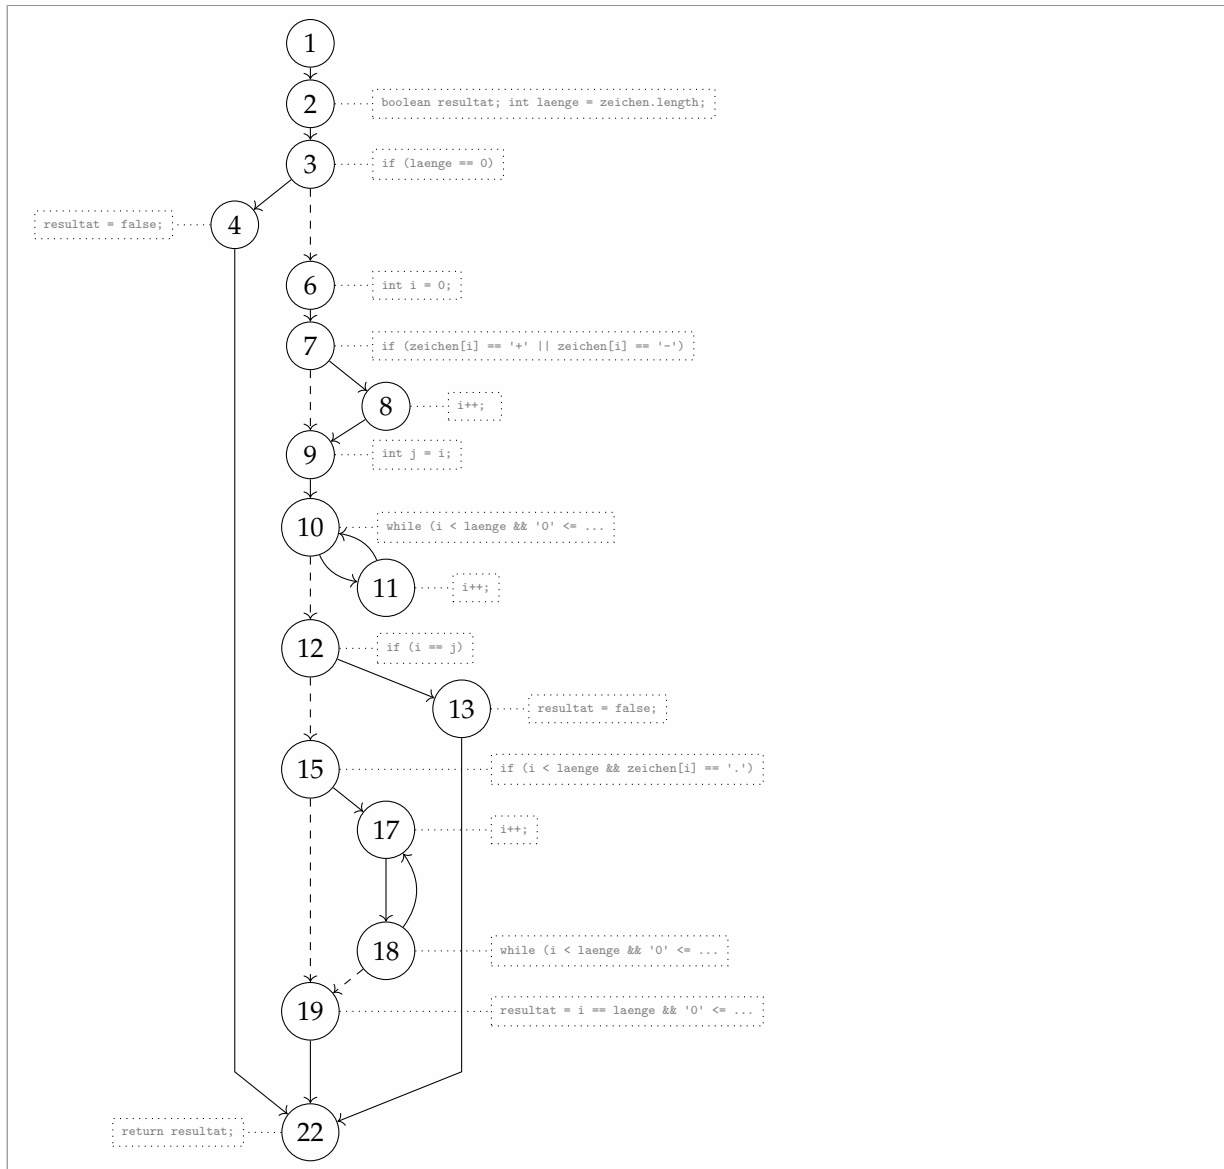 1
2
boolean resultat; int laenge = zeichen.length;
3
if (laenge == 0)
resultat = false;
4
6
int i = 0;
7
if (zeichen[i] == '+' || zeichen[i] == '-')
8
i++;
9
int j = i;
10
while (i < laenge && '0' <= ...
11
i++;
12
if (i == j)
13
resultat = false;
15
if (i < laenge && zeichen[i] == '.')
17
i++;
18
while (i < laenge && '0' <= ...
19
resultat = i == laenge && '0' <= ...
return resultat;
22